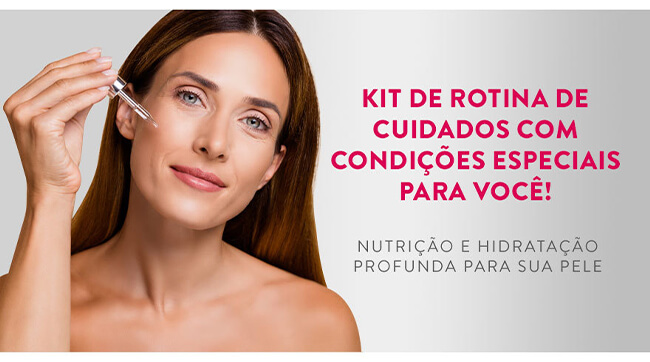 KIT DE ROTINA DE
CUIDADOS COM
CONDIÇÕES ESPECIAIS
PARA VOCÊ!
NUTRIÇÃO E HIDRATAÇÃO
PROFUNDA PARA SUA PELE